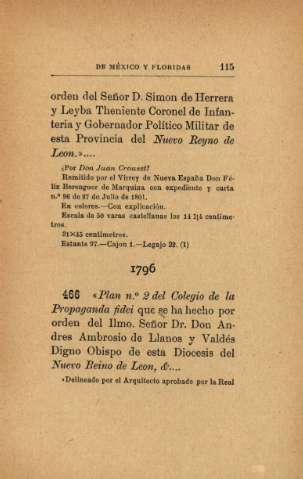 DE MÉXICO Y FLORIDAS 115
orden del Señor D. Simon de Herrera
y Leyba Theniente Coronel de Infan-
teria y Gobernador Político Militar de
esta Provincia del Nuevo Reyno de
Leon.»....
¿Por Don Juan Crouset?
Remitido por el Virrey de Nueva España Don Fé-
liz Berenguer de Marquina con expediente y carta
n.º 96 de 27 de Julio de 1801.
En colores.—Con explicación.
Escala de 50 varas castellanas los 14 1|4 centíme-
tros.
31×45 centímetros.
Estante 97.—Cajon 1.—Legajo 22. (1)
1796
466 «Plan n.º 2 del Colegio de la
Propaganda fidei que se ha hecho por
orden del Ilmo. Señor Dr. Don An-
dres Ambrosio de Llanos y Valdés
Digno Obispo de esta Diocesis del
Nuevo Reino de Leon, &....
»Delineado por el Arquitecto aprobado por la Real